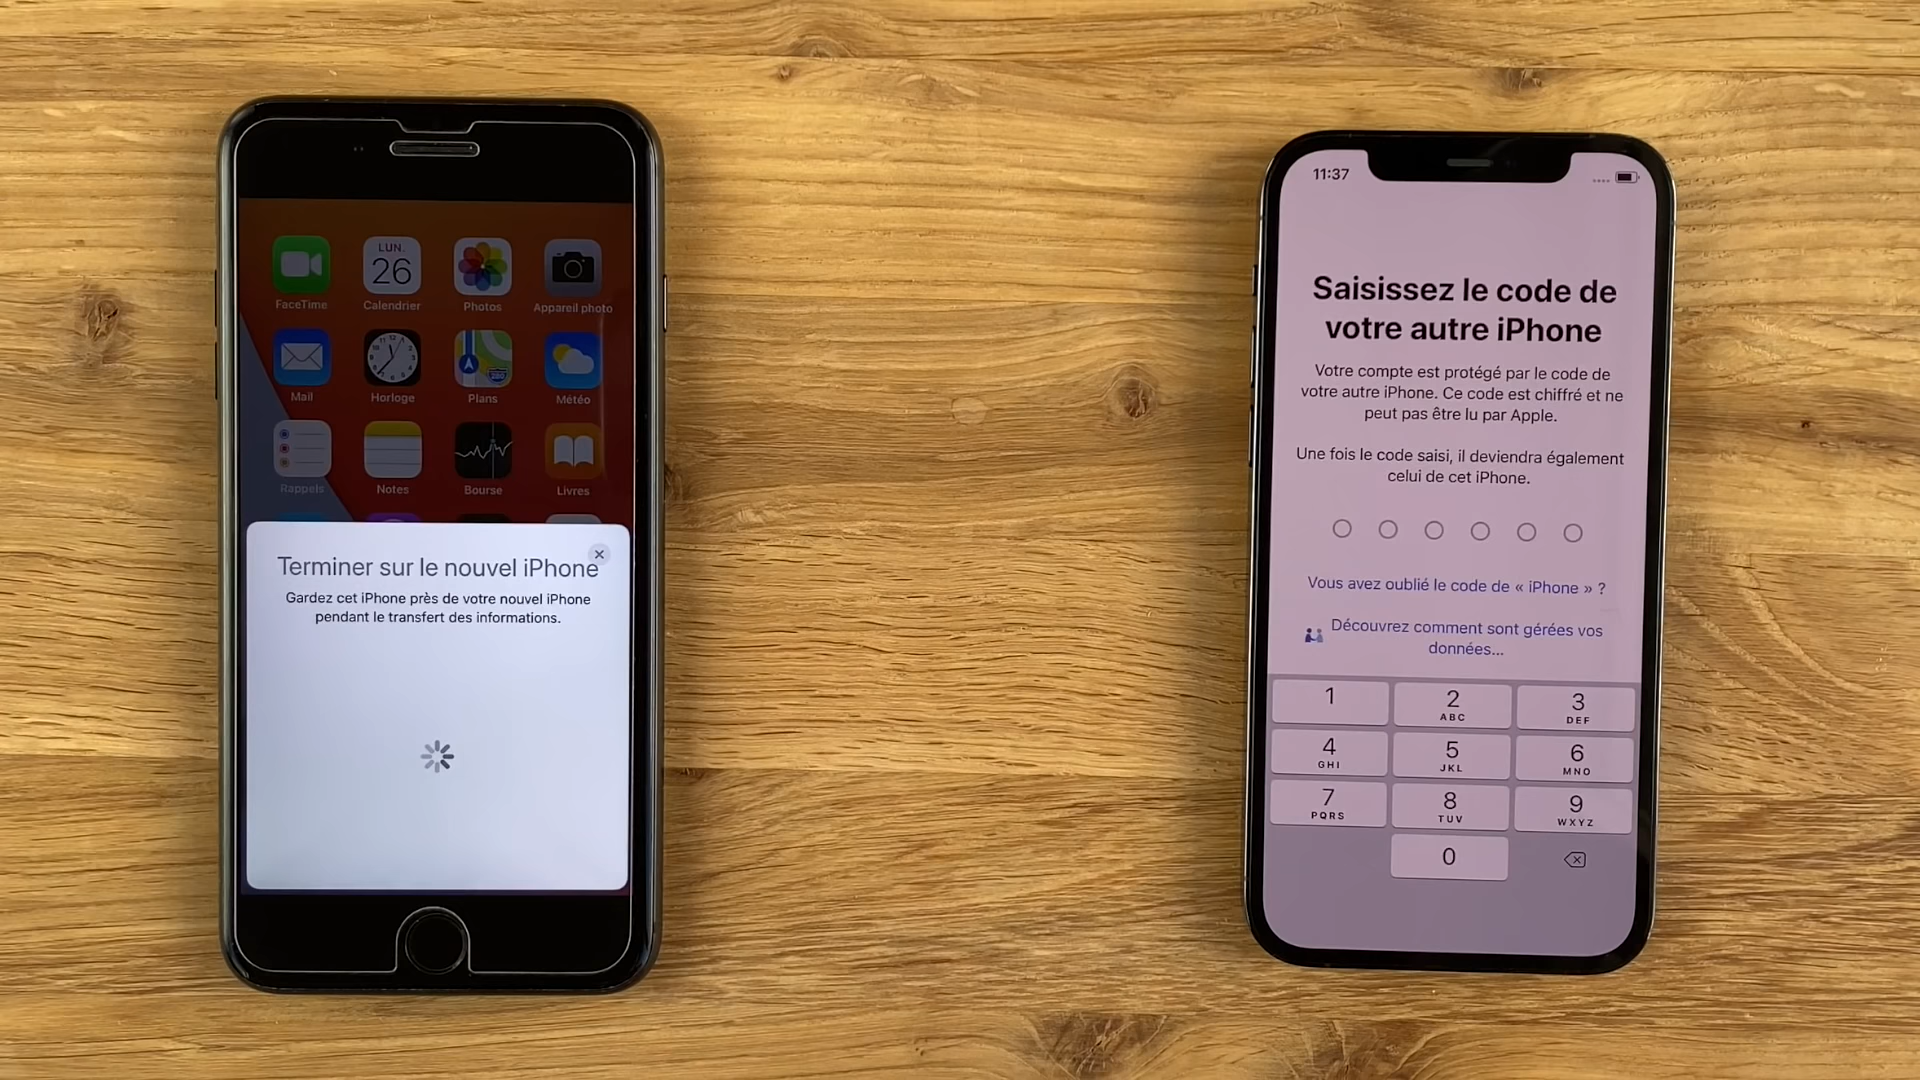 LUN.
26
FaceTime
Calendrier
Photos
Appareil photo
Mail
Horloge
Plans
Météo
Rappels
Notes
Bourse
Livres
Terminer sur le nouvel iPhone
Gardez cet iPhone près de votre nouvel iPhone
pendant le transfert des informations.
11:37
Saisissez le code de
votre autre iPhone
Votre compte est protégé par le code de
votre autre iPhone. Ce code est chiffré et ne
peut pas être lu par Apple.
Une fois le code saisi, il deviendra également
celui de cet iPhone.
Vous avez oublié le code de « iPhone » ?
Découvrez comment sont gérées vos
données...
1
2
ABC
3
DEF
4
GHI
5
JKL
6
MNO
7
PQRS
8
TUV
9
WXYZ
0